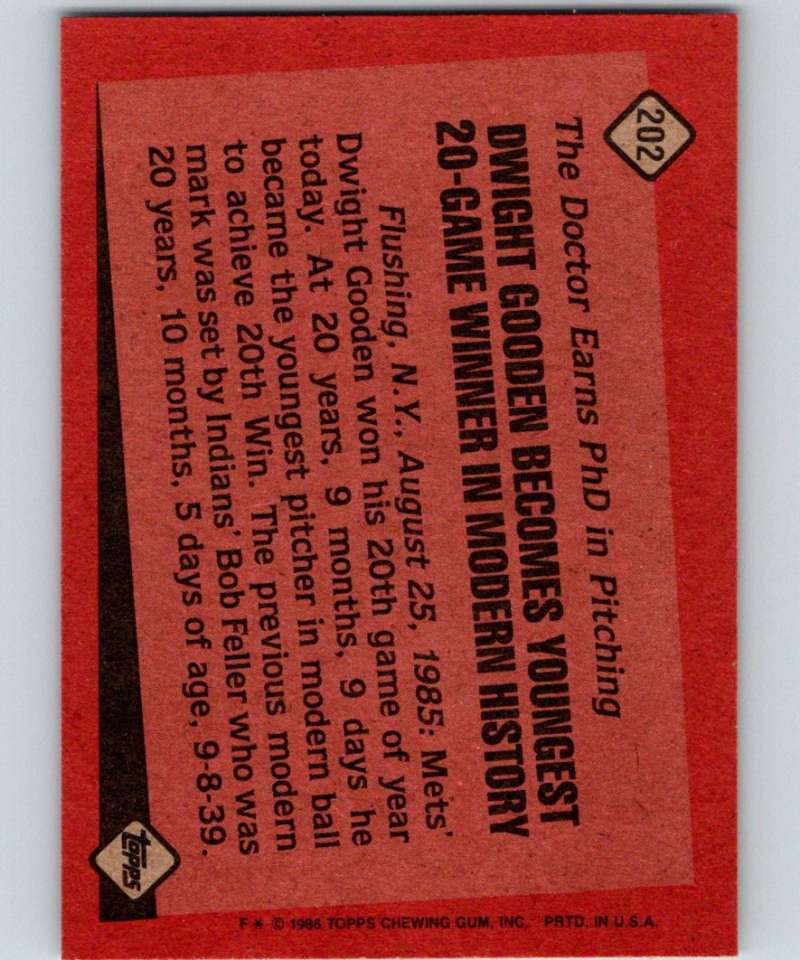 202
The Doctor Earns PhD in Pitching
DWIGHT GOODEN BECOMES YOUNGEST
20-GAME WINNER IN MODERN HISTORY
Flushing, N.Y., August 25, 1985: Mets'
Dwight Gooden won his 20th game of year
today. At 20 years, 9 months, 9 days he
became the youngest pitcher in modern ball
to achieve 20th Win. The previous modern
mark was set by Indians' Bob Feller who was
20 years, 10 months, 5 days of age, 9-8-39.
topps
F * © 1986 TOPPS CHEWING GUM, INC. PRTD. IN U.S.A.